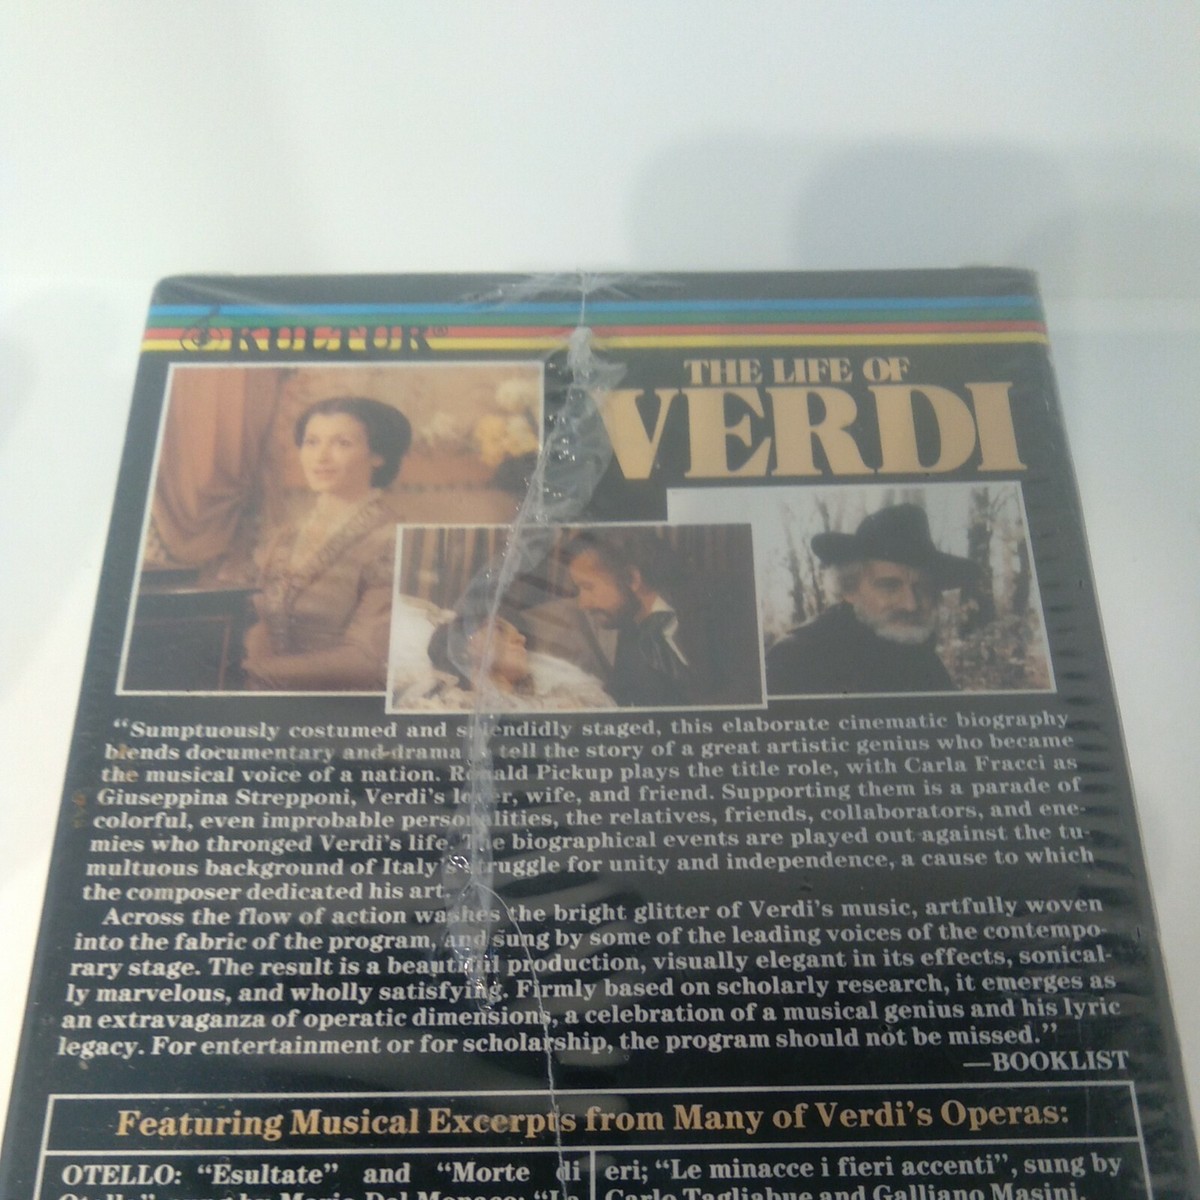 KULTUR®
THE LIFE OF
VERDI
“Sumptuously costumed and splendidly staged, this elaborate cinematic biography
blends documentary and drama to tell the story of a great artistic genius who became
the musical voice of a nation. Ronald Pickup plays the title role, with Carla Fracci as
Giuseppina Strepponi, Verdi’s lover, wife, and friend. Supporting them is a parade of
colorful, even improbable personalities, the relatives, friends, collaborators, and ene-
mies who thronged Verdi’s life. The biographical events are played out against the tu-
multuous background of Italy’s struggle for unity and independence, a cause to which
the composer dedicated his art.
Across the flow of action washes the bright glitter of Verdi’s music, artfully woven
into the fabric of the program, and sung by some of the leading voices of the contempo-
rary stage. The result is a beautiful production, visually elegant in its effects, sonical-
ly marvelous, and wholly satisfying. Firmly based on scholarly research, it emerges as
an extravaganza of operatic dimensions, a celebration of a musical genius and his lyric
legacy. For entertainment or for scholarship, the program should not be missed.”
—BOOKLIST
Featuring Musical Excerpts from Many of Verdi’s Operas:
OTELLO: “Esultate” and “Morte di
Otello”, sung by Mario Del Monaco; “La
eri; “Le minacce i fieri accenti”, sung by
Carlo Tagliabue and Galliano Masini